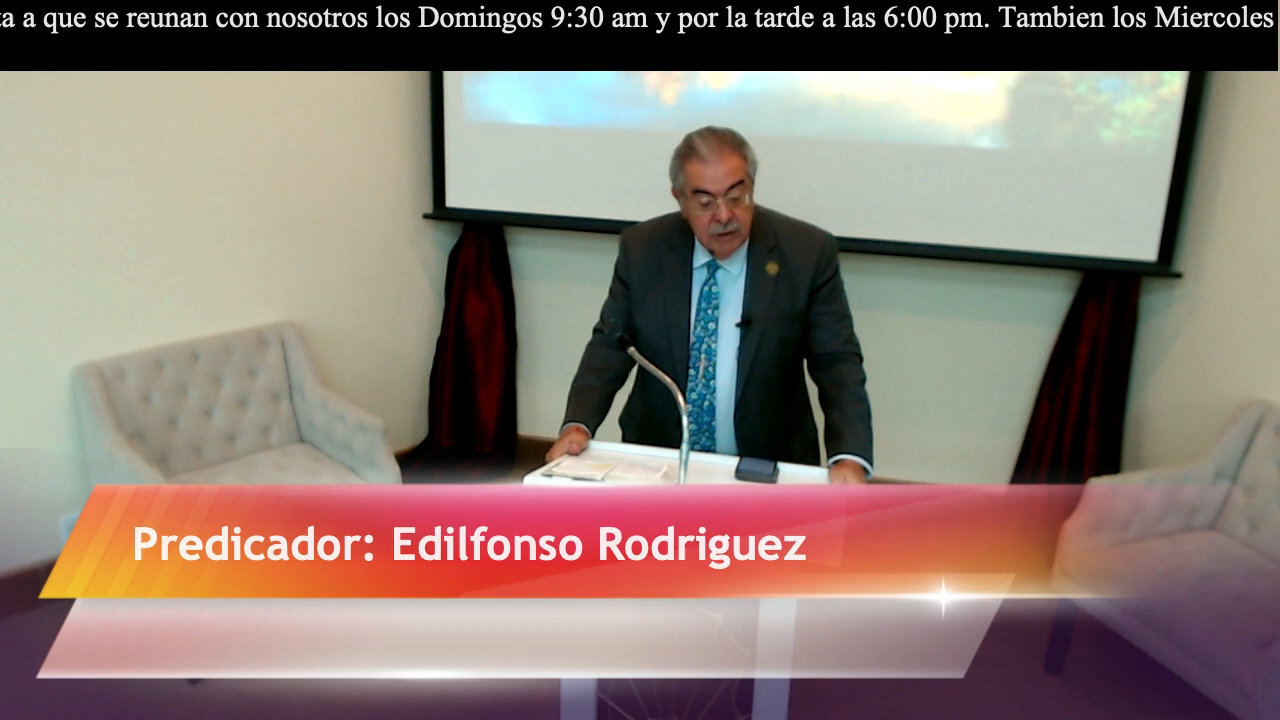 a que se reunan con nosotros los Domingos 9:30 am y por la tarde a las 6:00 pm. Tambien los Miercoles
Predicador: Edilfonso Rodriguez